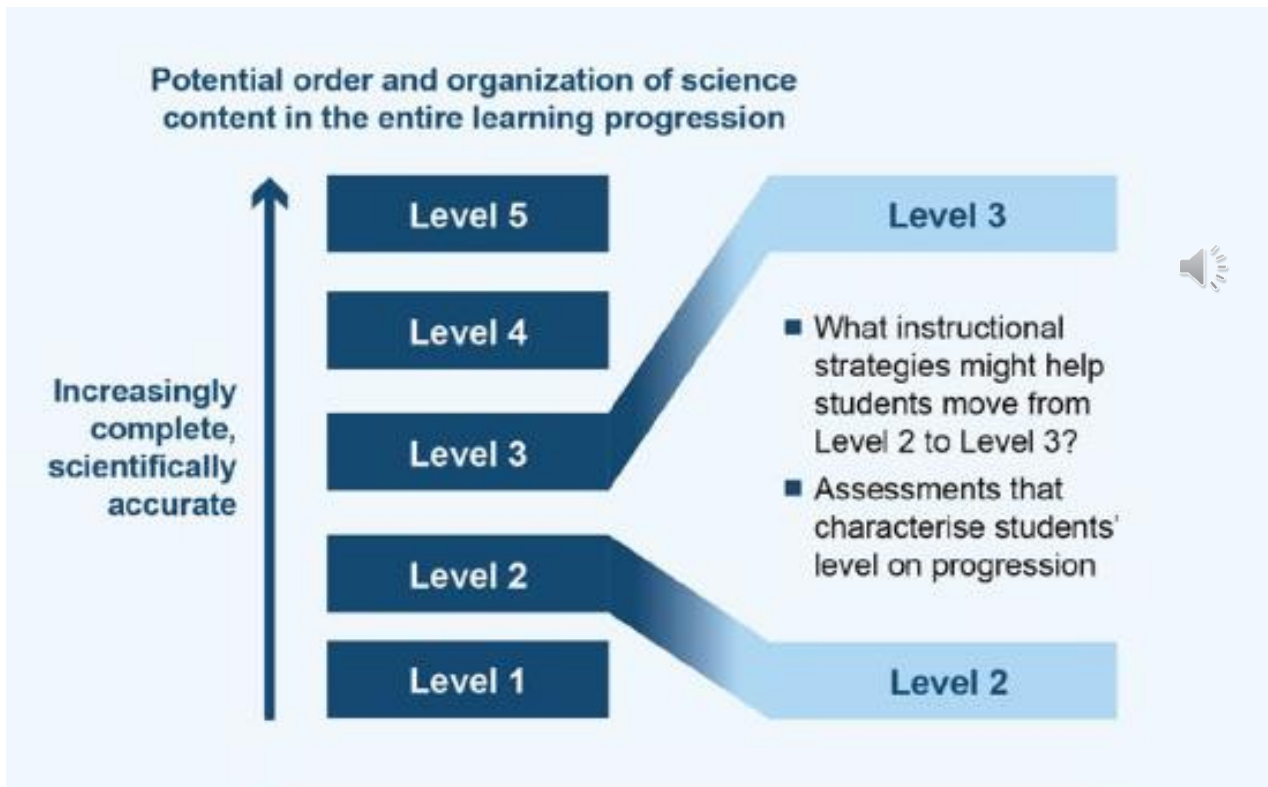 Potential order and organization of science
content in the entire learning progression
Increasingly
complete,
scientifically
accurate
Level 5
Level 4
Level 3
Level 2
Level 1
Level 3
■ What instructional
strategies might help
students move from
Level 2 to Level 3?
■ Assessments that
characterise students'
level on progression
Level 2